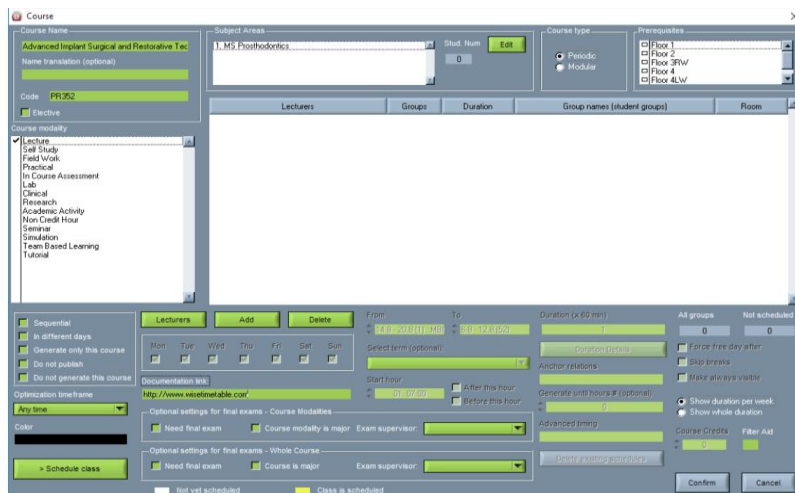 Course
Course Name
Advanced Implant Surgical and Restorative Tec
Name translation (optional)
Code PR352
Elective
Subject Areas
1. MS Prosthodontics
Stud. Num
0
Edit
Course type
Periodic
Modular
Prerequisites
Floor 1
Floor 2
Floor 3RW
Floor 4
Floor 4LW
Course modality
Lecture
Self Study
Field Work
Practical
In Course Assessment
Lab
Clinical
Research
Academic Activity
Non Credit Hour
Seminar
Simulation
Team Based Learning
Tutorial
Lecturers Groups Duration Group names (student groups) Room
Sequential
In different days
Generate only this course
Do not publish
Do not generate this course
Optimization timeframe
Any time
Color
> Schedule class
Lecturers Add Delete
Mon Tue Wed Thu Fri Sat Sun
Documentation link:
http://www.wisetimetable.com/
Optional settings for final exams - Course Modalities
Need final exam Course modality is major Exam supervisor:
Optional settings for final exams - Whole Course
Need final exam Course is major Exam supervisor:
Not yet scheduled Class is scheduled
From To
Select term (optional)
Start hour
After this hour
Before this hour
Duration (x 60 min)
1
Duration Details
Anchor relations
Generate until hours # (optional)
0
Advanced timing
Delete existing schedules
All groups Not scheduled
0 0
Force free day after
Skip breaks
Make always visible
Show duration per week
Show whole duration
Course Credits Filter Aid
0
Confirm Cancel